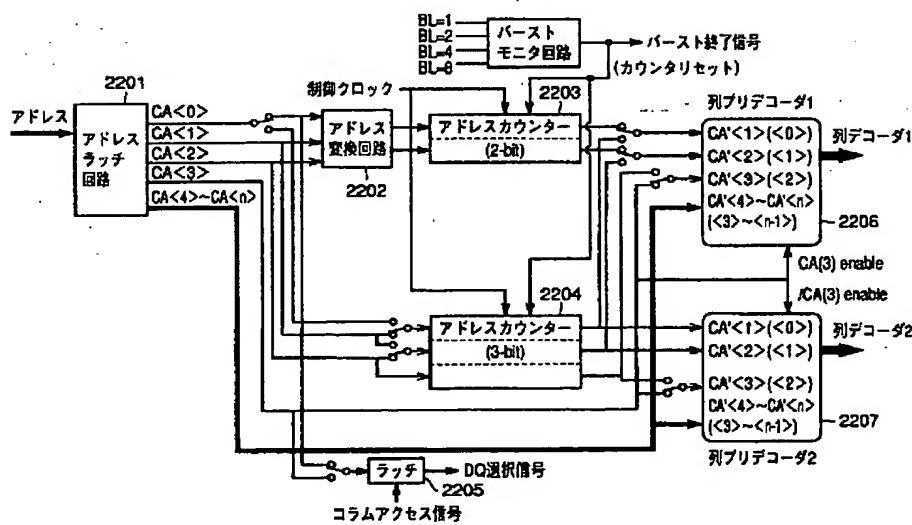 BL=1
BL=2
BL=4
BL=8
バースト
モニタ回路
バースト終了信号
(カウンタリセット)
制御クロック
2201
アドレス
アドレス
ラッチ
回路
CA<0>
CA<1>
CA<2>
CA<3>
CA<4>~CA<n>
アドレス
変換回路
2202
2203
アドレスカウンター
(2-bit)
列プリデコーダ1
CA'<1>(<0>)
CA'<2>(<1>)
CA'<3>(<2>)
CA'<4>~CA'<n>
(<3>~<n-1>)
列デコーダ1
2206
CA(3) enable
/CA(3) enable
2204
アドレスカウンター
(3-bit)
CA'<1>(<0>)
CA'<2>(<1>)
CA'<3>(<2>)
CA'<4>~CA'<n>
(<3>~<n-1>)
列デコーダ2
2207
列プリデコーダ2
ラッチ
DQ選択信号
2205
コラムアクセス信号